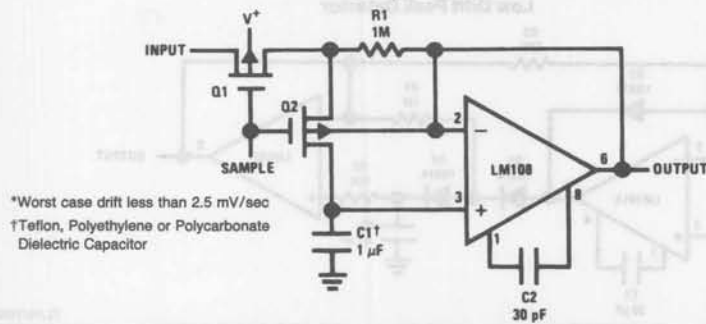 V+
R1
1M
INPUT
Q1
Q2
2
−
6
OUTPUT
SAMPLE
LM108
8
3
+
1
*Worst case drift less than 2.5 mV/sec
†Teflon, Polyethylene or Polycarbonate
Dielectric Capacitor
C1†
1 μF
C2
30 pF